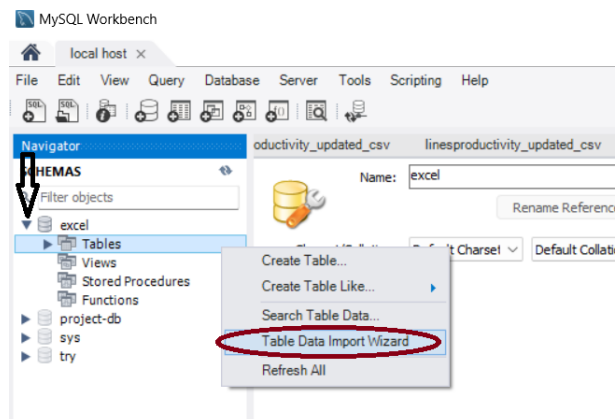 MySQL Workbench
local host
File Edit View Query Database Server Tools Scripting Help
Navigator
oductivity_updated_csv linesproductivity_updated_csv
SCHEMAS
Name: excel
Filter objects
Rename Reference
excel
Tables
Default Charset Default Collati
Views
Stored Procedures
Functions
project-db
sys
try
Create Table...
Create Table Like...
Search Table Data...
Table Data Import Wizard
Refresh All